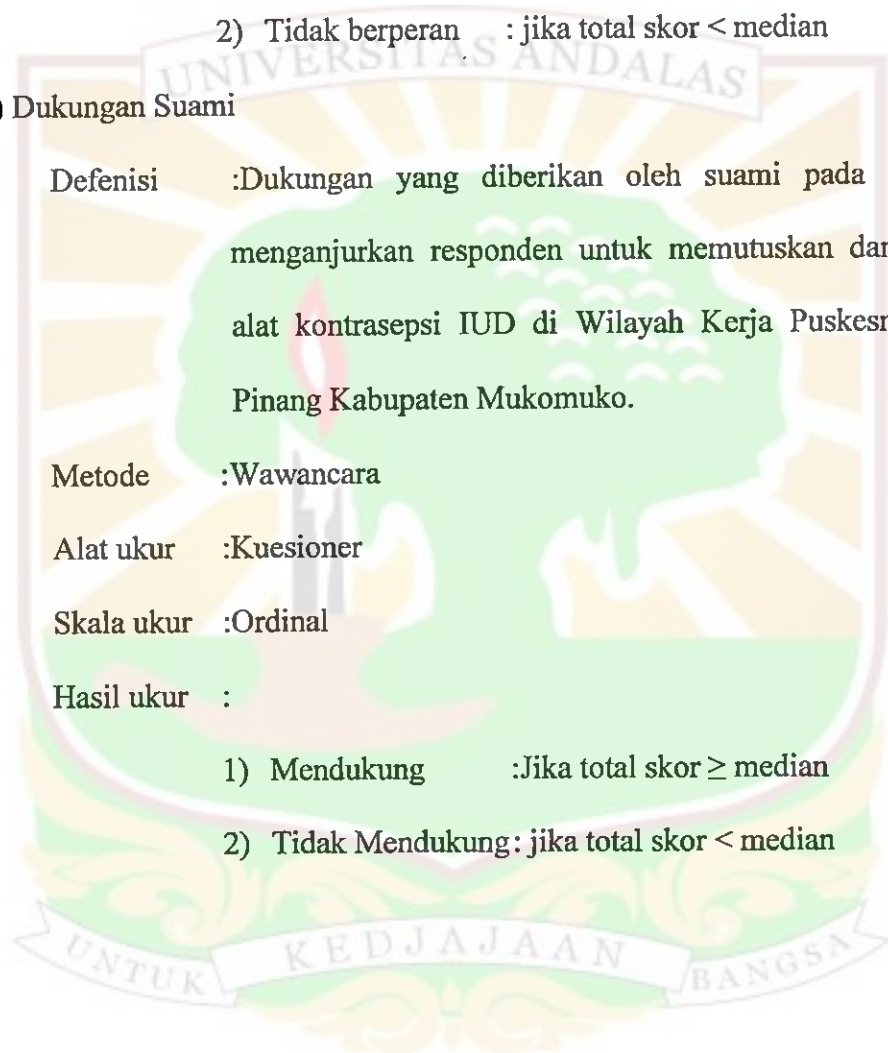 2) Tidak berperan : jika total skor < median
UNIVERSITAS ANDALAS
) Dukungan Suami
Defenisi :Dukungan yang diberikan oleh suami pada
menganjurkan responden untuk memutuskan
alat kontrasepsi IUD di Wilayah Kerja
Pinang Kabupaten Mukomuko.
Metode :Wawancara
Alat ukur :Kuesioner
Skala ukur :Ordinal
Hasil ukur :
1) Mendukung :Jika total skor ≥ median
2) Tidak Mendukung: jika total skor < median
UNTUK KEDJAJAAN BANGSA